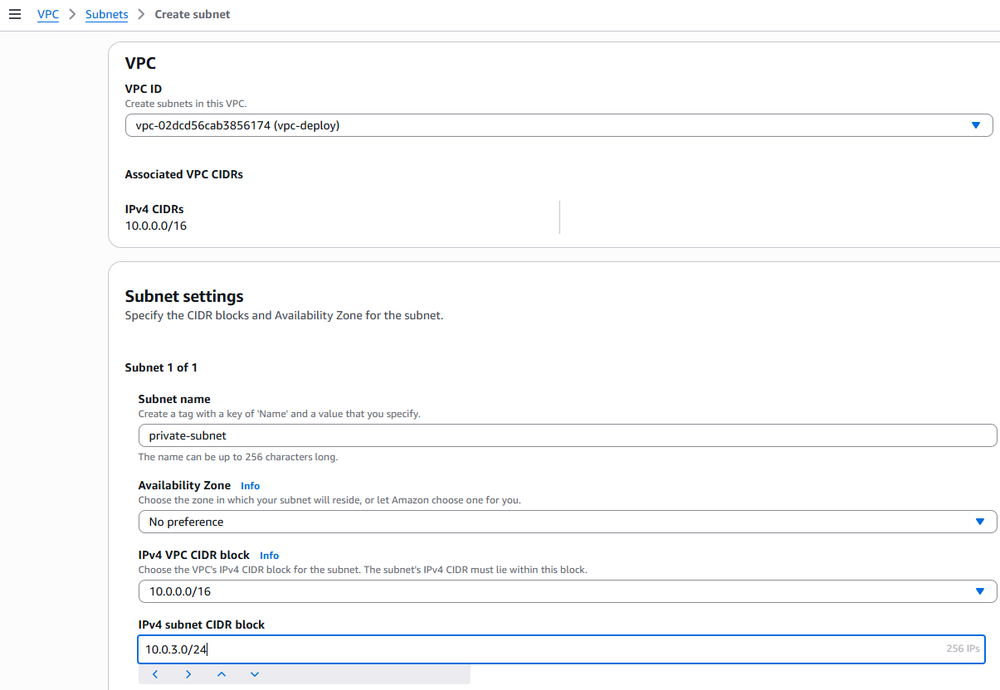 VPC > Subnets > Create subnet
VPC
VPC ID
Create subnets in this VPC.
vpc-02dcd56cab3856174 (vpc-deploy)
Associated VPC CIDRs
IPv4 CIDRs
10.0.0.0/16
Subnet settings
Specify the CIDR blocks and Availability Zone for the subnet.
Subnet 1 of 1
Subnet name
Create a tag with a key of 'Name' and a value that you specify.
private-subnet
The name can be up to 256 characters long.
Availability Zone Info
Choose the zone in which your subnet will reside, or let Amazon choose one for you.
No preference
IPv4 VPC CIDR block Info
Choose the VPC's IPv4 CIDR block for the subnet. The subnet's IPv4 CIDR must lie within this block.
10.0.0.0/16
IPv4 subnet CIDR block
10.0.3.0/24 256 IPs